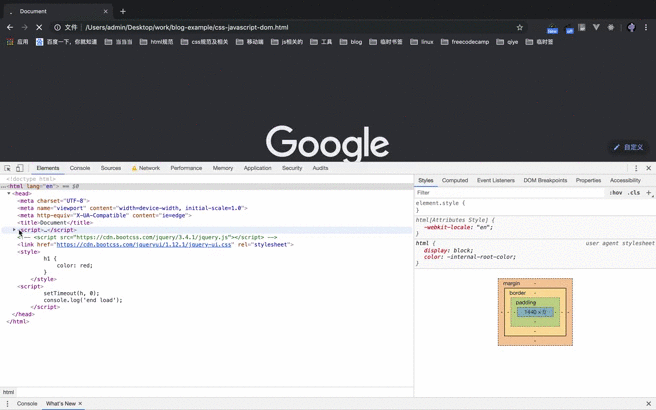 Document
文件 /Users/admin/Desktop/work/blog-example/css-javascript-dom.html
应用 百度一下，你就知道 当当当 html规范 css规范及相关 移动端 js相关的 工具 blog 临时书签 linux freecodecamp qiye 临时签
Google
自定义
Elements Console Sources Network Performance Memory Application Security Audits
<!doctype html>
<html lang="en"> == $0
<head>
<meta charset="UTF-8">
<meta name="viewport" content="width=device-width, initial-scale=1.0">
<meta http-equiv="X-UA-Compatible" content="ie=edge">
<title>Document</title>
<script>…</script>
<!-- <script src="https://cdn.bootcss.com/jquery/3.4.1/jquery.js"></script> -->
<link href="https://cdn.bootcss.com/jqueryui/1.12.1/jquery-ui.css" rel="stylesheet">
<style>
h1 {
color: red;
}
</style>
<script>
setTimeout(h, 0);
console.log('end load');
</script>
</head>
</html>
html
Styles Computed Event Listeners DOM Breakpoints Properties Accessibility
Filter :hov .cls +
element.style {
}
html[Attributes Style] {
-webkit-locale: "en";
}
html { user agent stylesheet
display: block;
color: -internal-root-color;
}
margin -
border -
padding
-
-
-
Console What's New ×